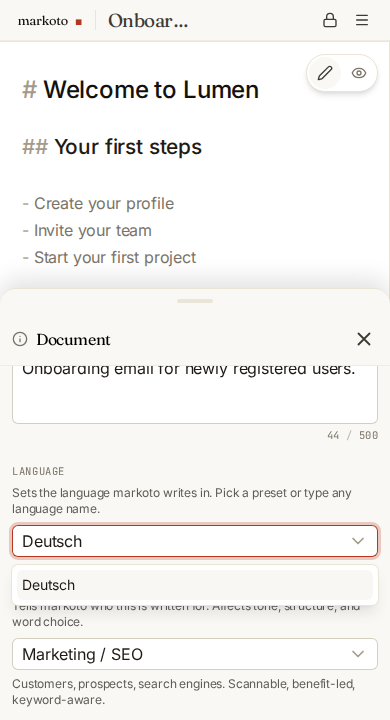 markoto
Onboar...
# Welcome to Lumen
## Your first steps
- Create your profile
- Invite your team
- Start your first project
Document
Onboarding email for newly registered users.
44 / 500
LANGUAGE
Sets the language markoto writes in. Pick a preset or type any
language name.
Deutsch
Deutsch
Tells markoto who this is written for. Affects tone, structure, and
word choice.
Marketing / SEO
Customers, prospects, search engines. Scannable, benefit-led,
keyword-aware.